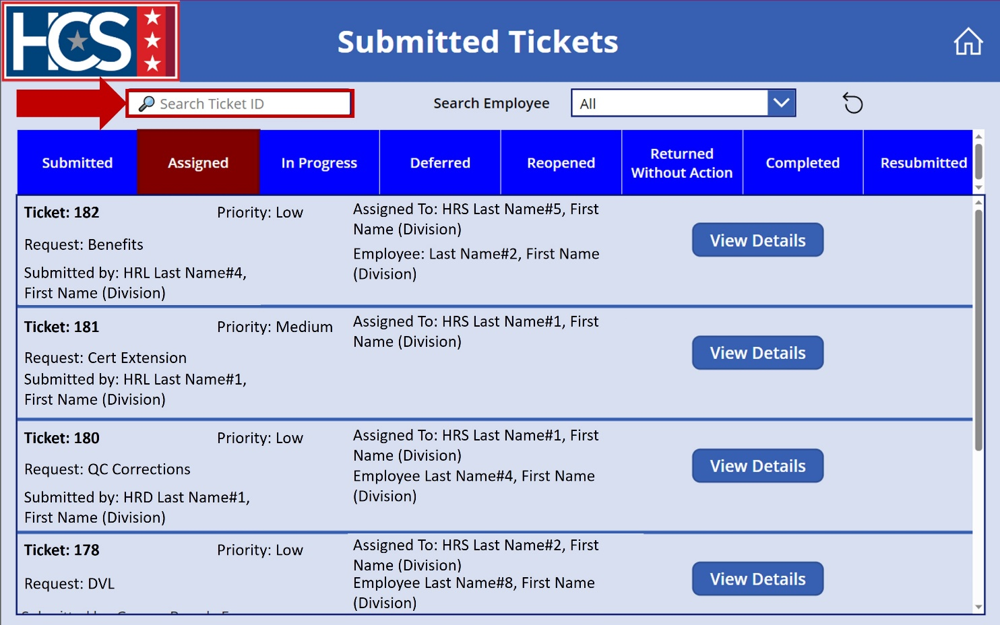 HCS
Submitted Tickets
Search Ticket ID
Search Employee
All
Submitted
Assigned
In Progress
Deferred
Reopened
Returned
Without Action
Completed
Resubmitted
Ticket: 182
Priority: Low
Request: Benefits
Submitted by: HRL Last Name#4,
First Name (Division)
Assigned To: HRS Last Name#5, First
Name (Division)
Employee: Last Name#2, First Name
(Division)
View Details
Ticket: 181
Priority: Medium
Request: Cert Extension
Submitted by: HRL Last Name#1,
First Name (Division)
Assigned To: HRS Last Name#1, First
Name (Division)
View Details
Ticket: 180
Priority: Low
Request: QC Corrections
Submitted by: HRD Last Name#1,
First Name (Division)
Assigned To: HRS Last Name#1, First
Name (Division)
Employee Last Name#4, First Name
(Division)
View Details
Ticket: 178
Priority: Low
Request: DVL
Assigned To: HRS Last Name#2, First
Name (Division)
Employee Last Name#8, First Name
(Division)
View Details